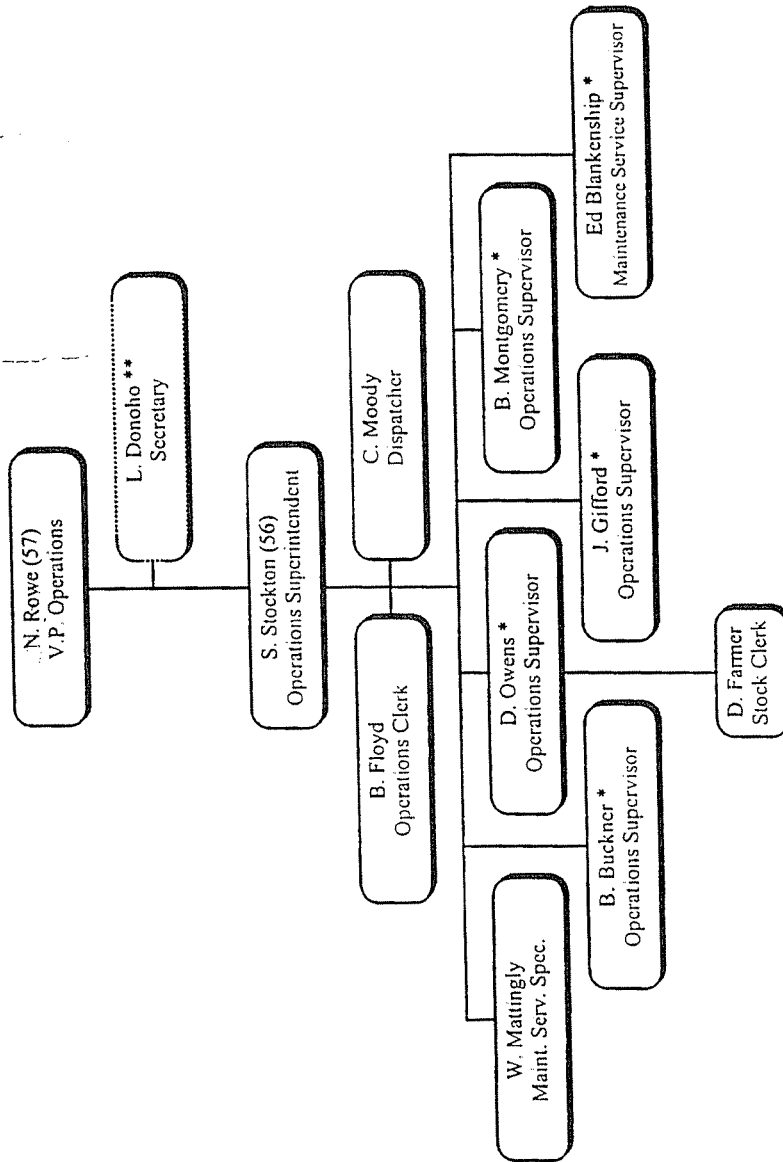 N. Rowe (57)
V.P. Operations
L. Donoho **
Secretary
S. Stockton (56)
Operations Superintendent
B. Floyd
Operations Clerk
C. Moody
Dispatcher
W. Mattingly
Maint. Serv. Spec.
B. Buckner *
Operations Supervisor
D. Owens *
Operations Supervisor
J. Gifford *
Operations Supervisor
B. Montgomery *
Operations Supervisor
Ed Blankenship *
Maintenance Service Supervisor
D. Farmer
Stock Clerk